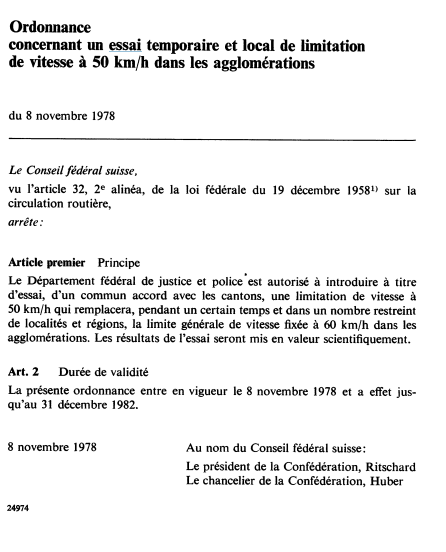 Ordonnance
concernant un essai temporaire et local de limitation
de vitesse à 50 km/h dans les agglomérations
du 8 novembre 1978
Le Conseil fédéral suisse,
vu l'article 32, 2e alinéa, de la loi fédérale du 19 décembre 1958¹⁾ sur la
circulation routière,
arrête:
Article premier Principe
Le Département fédéral de justice et police est autorisé à introduire à titre
d'essai, d'un commun accord avec les cantons, une limitation de vitesse à
50 km/h qui remplacera, pendant un certain temps et dans un nombre restreint
de localités et régions, la limite générale de vitesse fixée à 60 km/h dans les
agglomérations. Les résultats de l'essai seront mis en valeur scientifiquement.
Art. 2 Durée de validité
La présente ordonnance entre en vigueur le 8 novembre 1978 et a effet jus-
qu'au 31 décembre 1982.
8 novembre 1978
Au nom du Conseil fédéral suisse:
Le président de la Confédération, Ritschard
Le chancelier de la Confédération, Huber
24974